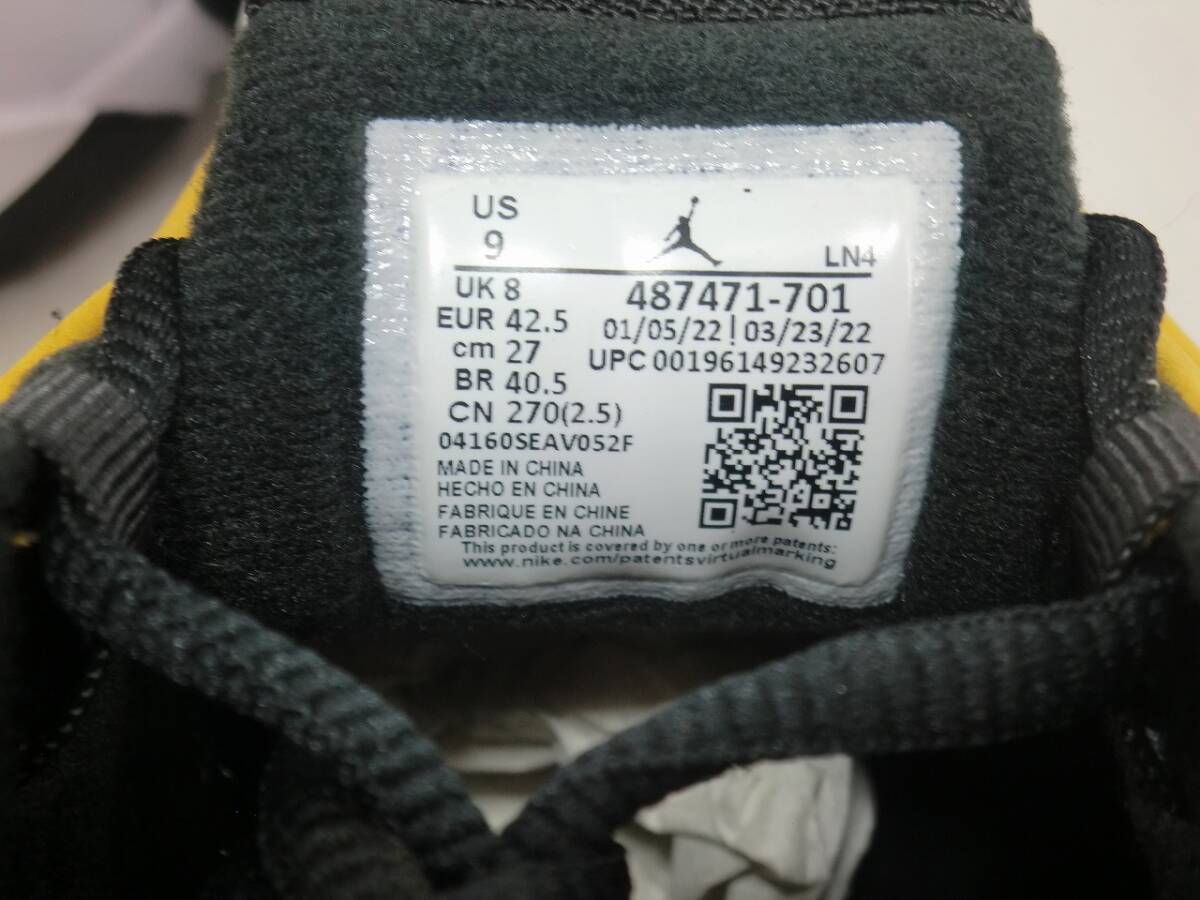 US
9
LN4
UK 8
487471-701
EUR 42.5
01/05/22 | 03/23/22
cm 27
UPC 00196149232607
BR 40.5
CN 270(2.5)
04160SEAV052F
MADE IN CHINA
HECHO EN CHINA
FABRIQUE EN CHINE
FABRICADO NA CHINA
This product is covered by one or more patents:
www.nike.com/patentsvirtualmarking